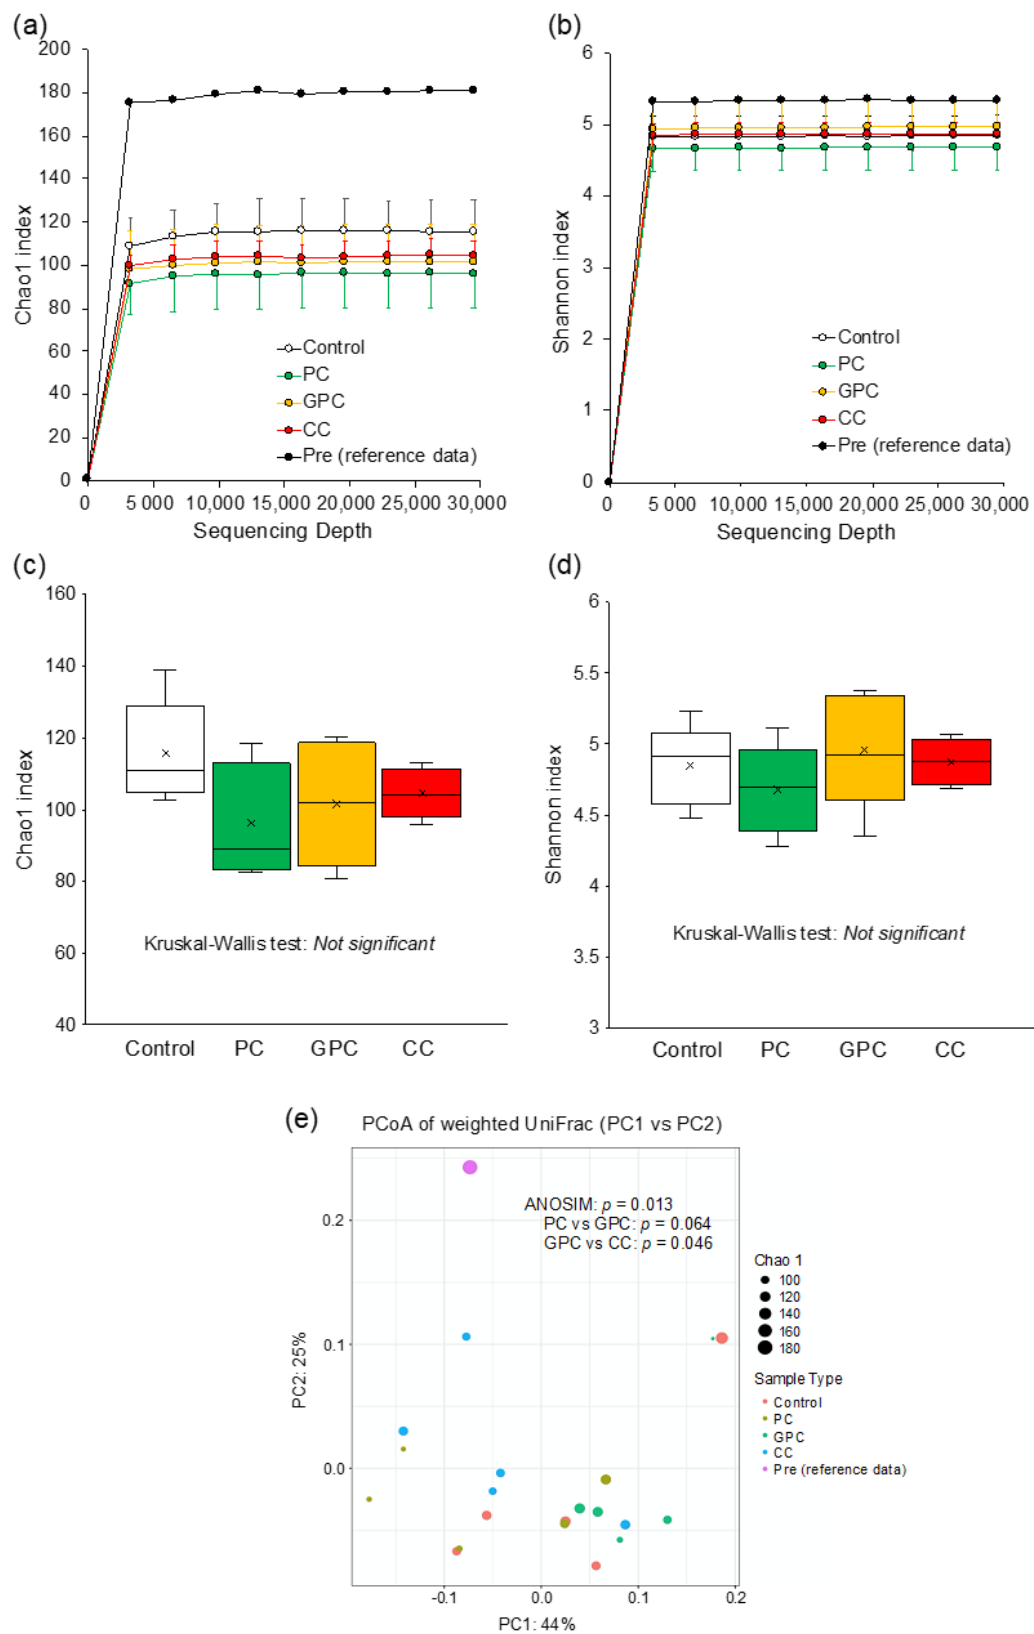 (a)
200
180
160
140
120
100
80
60
40
20
0
Chao1 index
Control
PC
GPC
CC
Pre (reference data)
0 5 000 10,000 15,000 20,000 25,000 30,000
Sequencing Depth
(b)
6
5
4
3
2
1
0
Shannon index
Control
PC
GPC
CC
Pre (reference data)
0 5 000 10,000 15,000 20,000 25,000 30,000
Sequencing Depth
(c)
160
140
120
100
80
60
40
Chao1 index
Kruskal-Wallis test: Not significant
Control PC GPC CC
(d)
6
5.5
5
4.5
4
3.5
3
Shannon index
Kruskal-Wallis test: Not significant
Control PC GPC CC
(e)
PCoA of weighted UniFrac (PC1 vs PC2)
ANOSIM: p = 0.013
PC vs GPC: p = 0.064
GPC vs CC: p = 0.046
0.2
0.1
0.0
PC2: 25%
-0.1 0.0 0.1 0.2
PC1: 44%
Chao 1
100
120
140
160
180
Sample Type
Control
PC
GPC
CC
Pre (reference data)